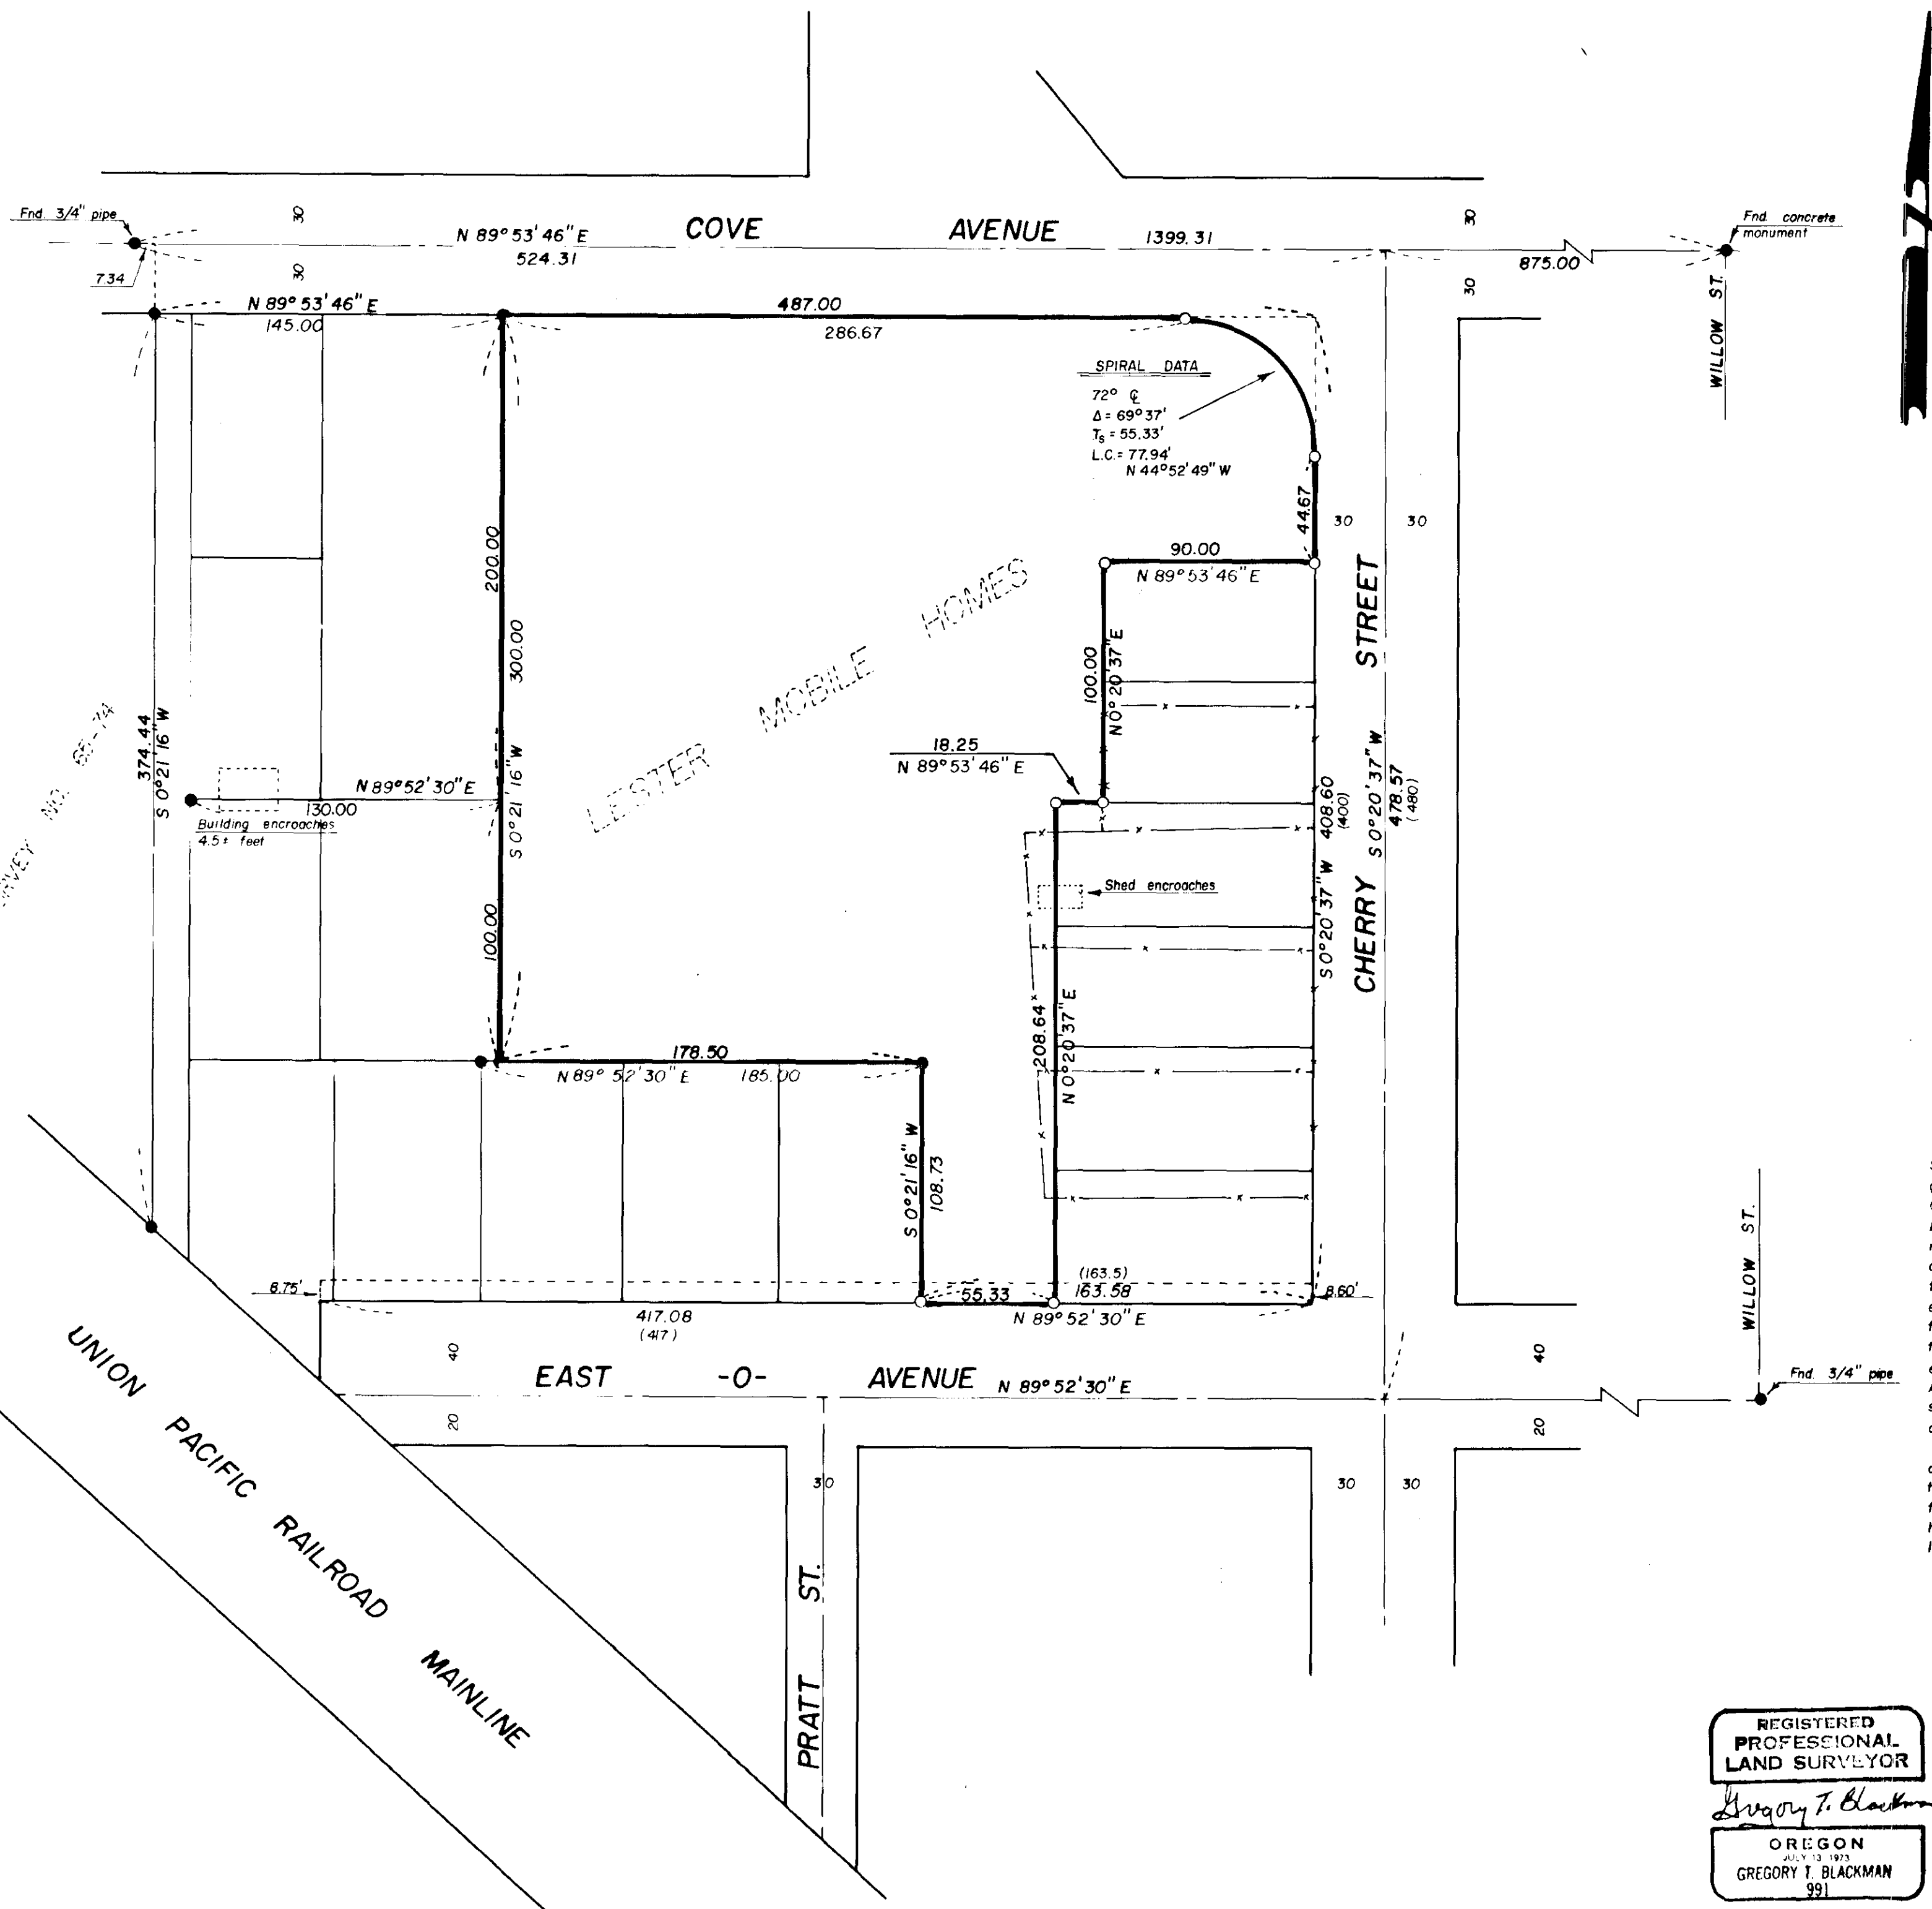 Fnd. 3/4" pipe
30
N 89°53'46"E
524.31
COVE AVENUE
1399.31
30
Fnd. concrete
monument
7.34
30
875.00
30
WILLOW ST.
N 89°53'46"E
145.00
487.00
286.67
SPIRAL DATA
72° ℄
Δ = 69°37'
Ts = 55.33'
L.C. = 77.94'
N 44°52'49" W
44.67
30
30
90.00
N 89°53'46"E
200.00
300.00
S 0°21'16"W
100.00
LESTER MOBILE HOMES
100.00
N 0°20'37"E
CHERRY STREET
S 0°20'37"W
478.57
(480)
408.60
(400)
S 0°20'37"W
18.25
N 89°53'46"E
NO. 65-74
374.44
S 0°21'16"W
N 89°52'30"E
130.00
Building encroaches
4.5± feet
Shed encroaches
208.64
N 0°20'37"E
178.50
N 89°52'30"E
185.00
S 0°21'16"W
108.73
8.75'
(163.5)
163.58
55.33
8.60'
N 89°52'30"E
417.08
(417)
WILLOW ST.
40
EAST -O- AVENUE
N 89°52'30"E
40
Fnd. 3/4" pipe
20
20
30
30
30
UNION PACIFIC RAILROAD MAINLINE
PRATT ST.
REGISTERED
PROFESSIONAL
LAND SURVEYOR
Gregory T. Blackman
OREGON
JULY 13 1973
GREGORY T. BLACKMAN
991